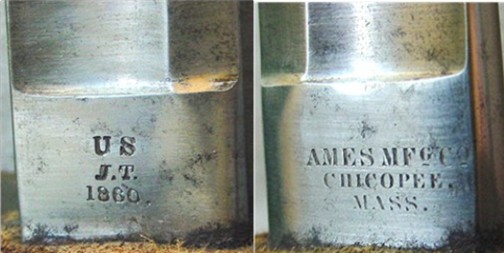 US
J.T.
1860.
AMES MFG CO
CHICOPEE.
MASS.